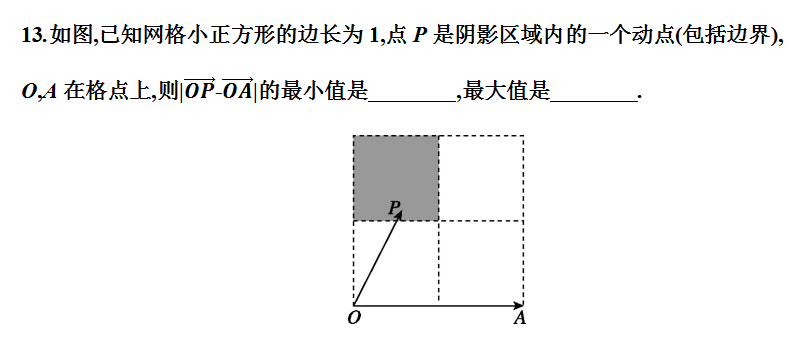 13.如图,已知网格小正方形的边长为 1,点 P 是阴影区域内的一个动点(包括边界),
O,A 在格点上,则|OP-OA|的最小值是________,最大值是________.
P
O
A